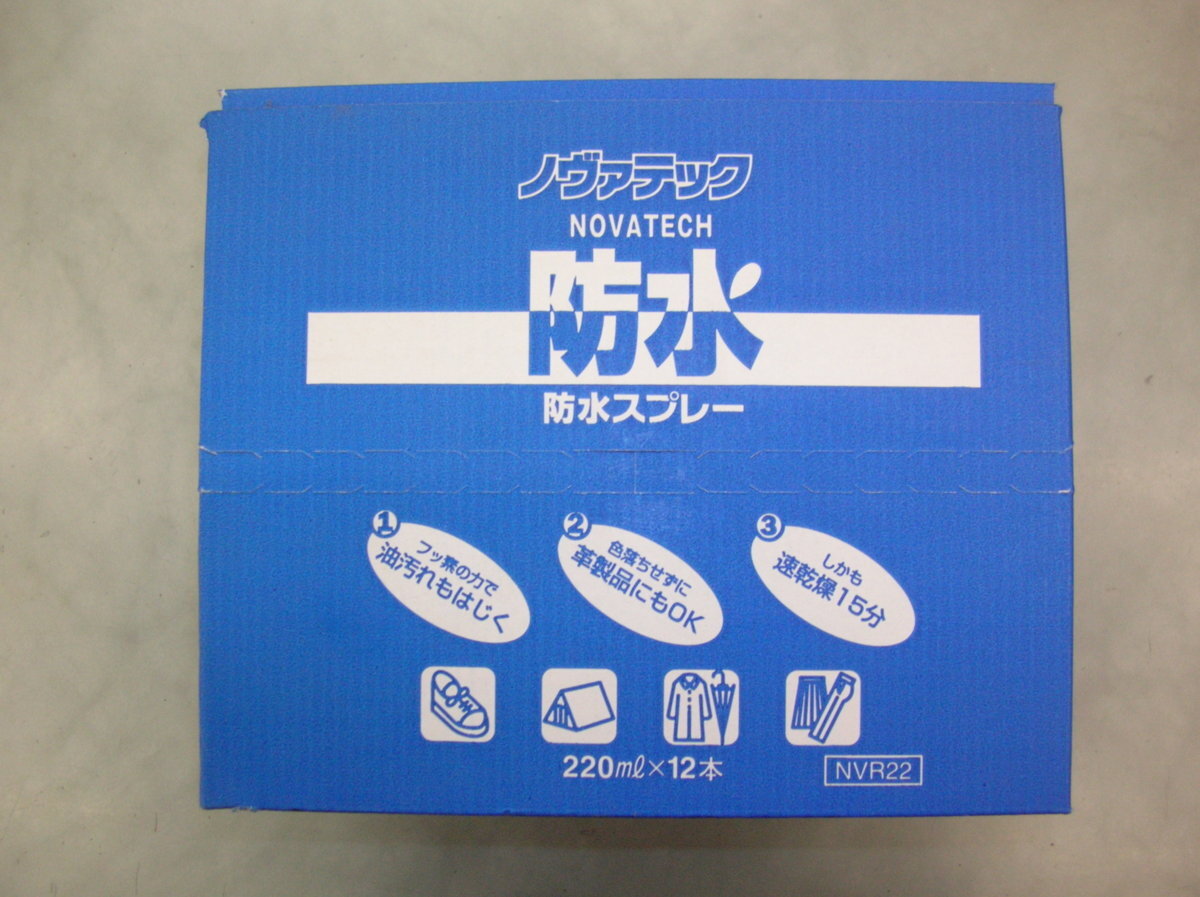 ノヴァテック
NOVATECH
防水
防水スプレー
1
フッ素の力で
油汚れもはじく
2
色落ちせずに
革製品にもOK
3
しかも
速乾燥15分
220ml×12本
NVR22